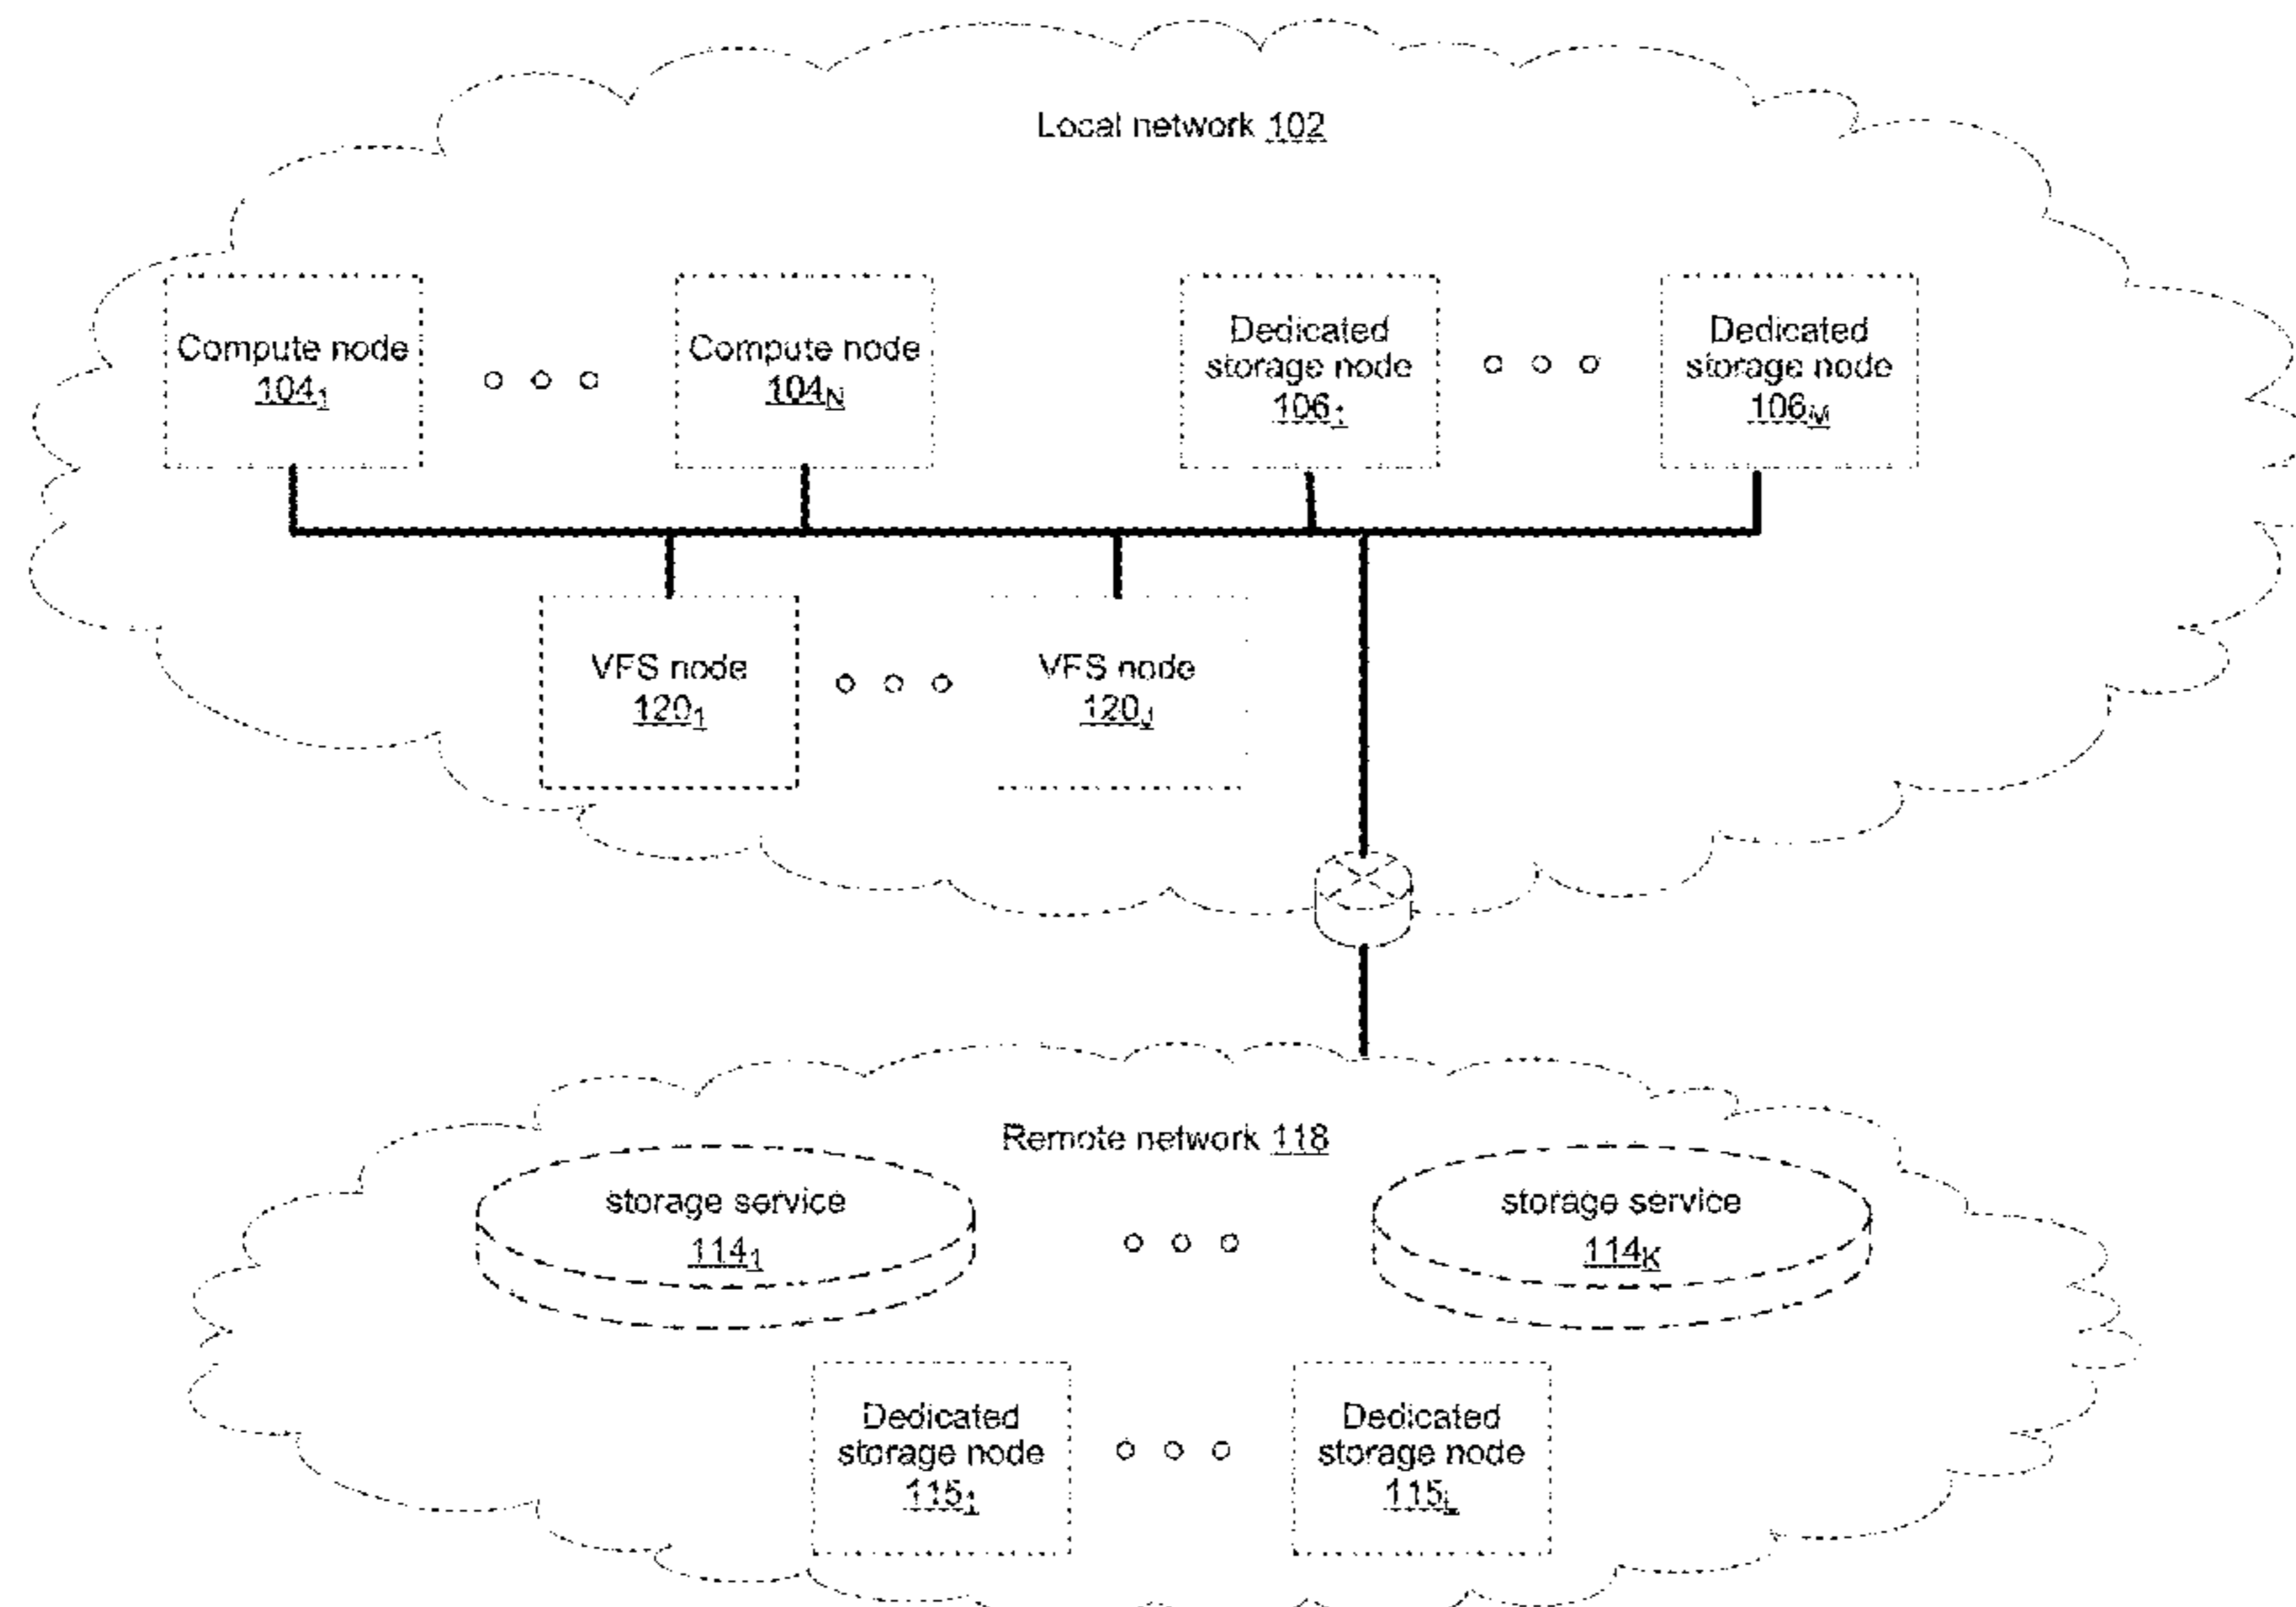 Local network 102
Compute node
104₁
Compute node
104N
Dedicated
storage node
106₁
Dedicated
storage node
106M
VFS node
120₁
VFS node
120J
Remote network 118
storage service
114₁
storage service
114K
Dedicated
storage node
115₁
Dedicated
storage node
115L